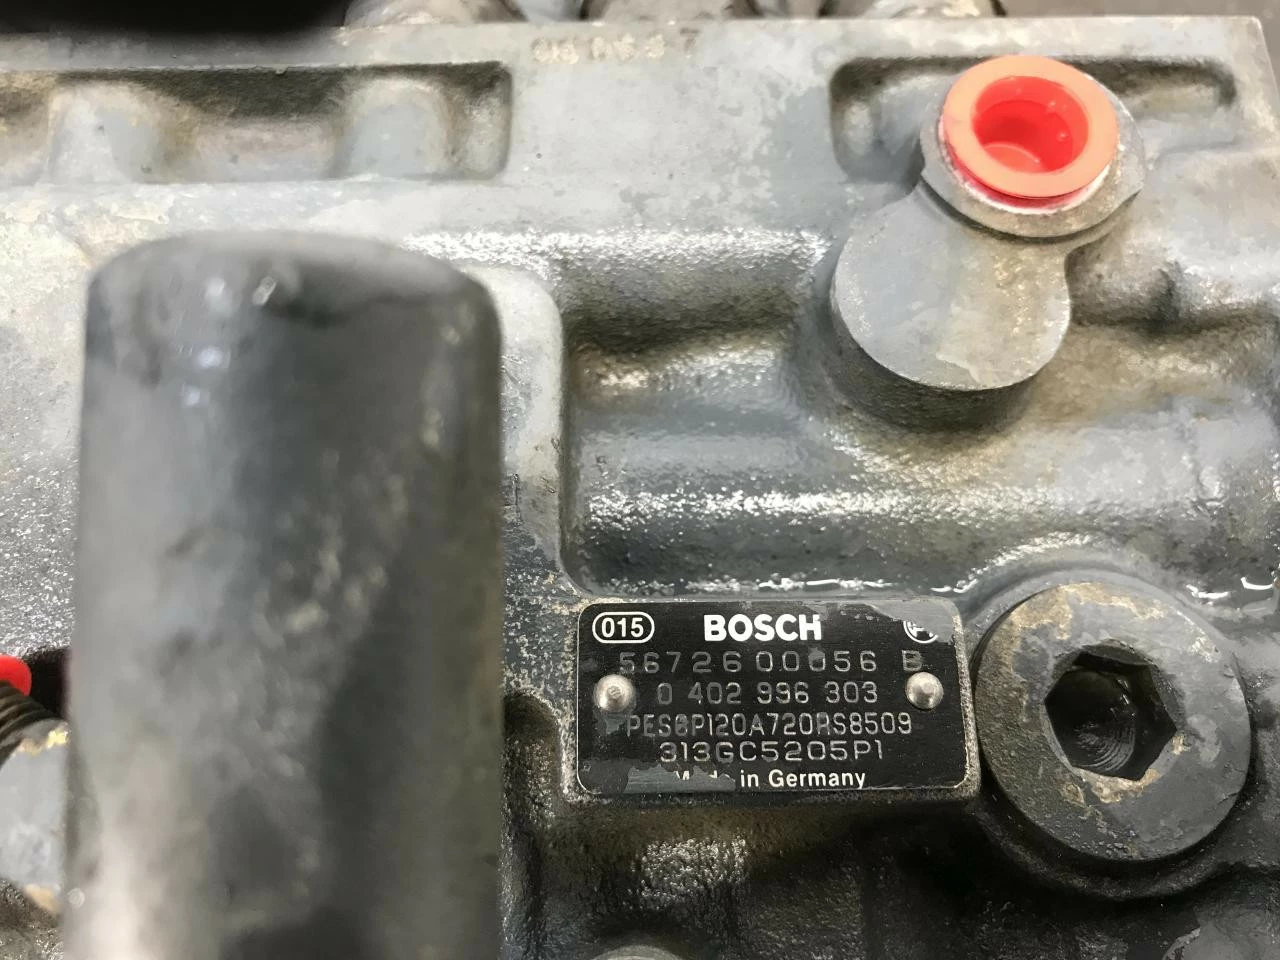 015 BOSCH
5672600056 B
0 402 996 303
PES6P120A720RS8509
313GC5205P1
Made in Germany